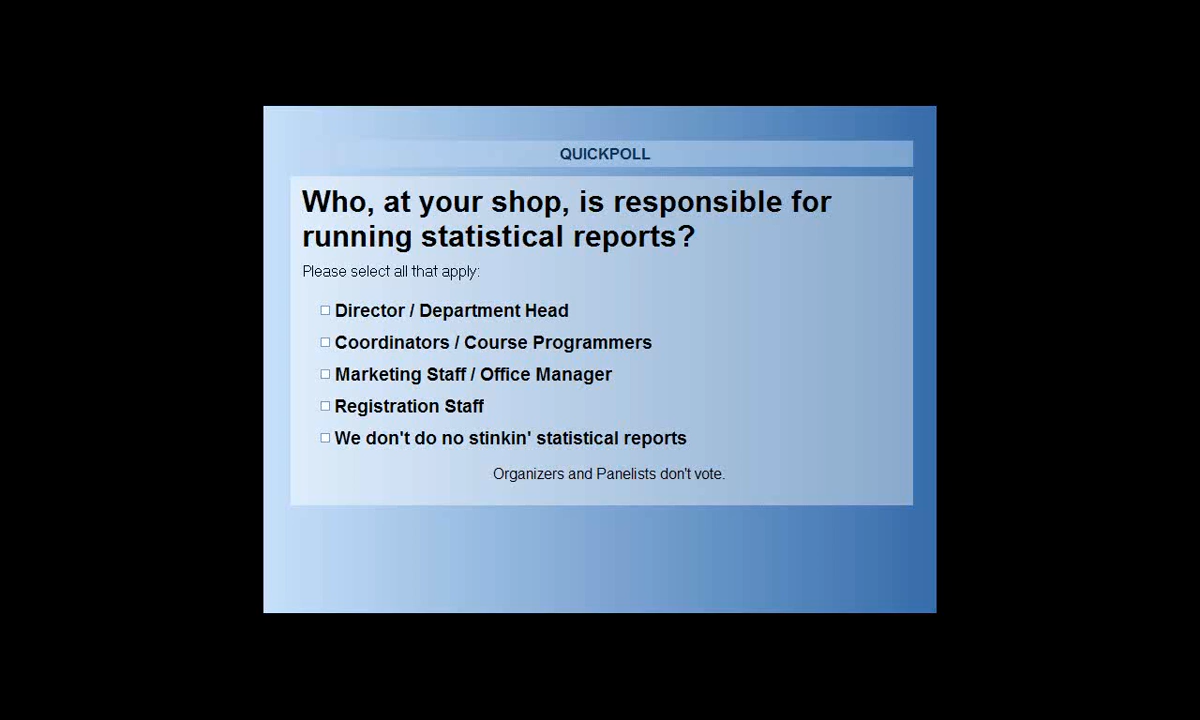 QUICKPOLL
Who, at your shop, is responsible for
running statistical reports?
Please select all that apply:
Director / Department Head
Coordinators / Course Programmers
Marketing Staff / Office Manager
Registration Staff
We don't do no stinkin' statistical reports
Organizers and Panelists don't vote.